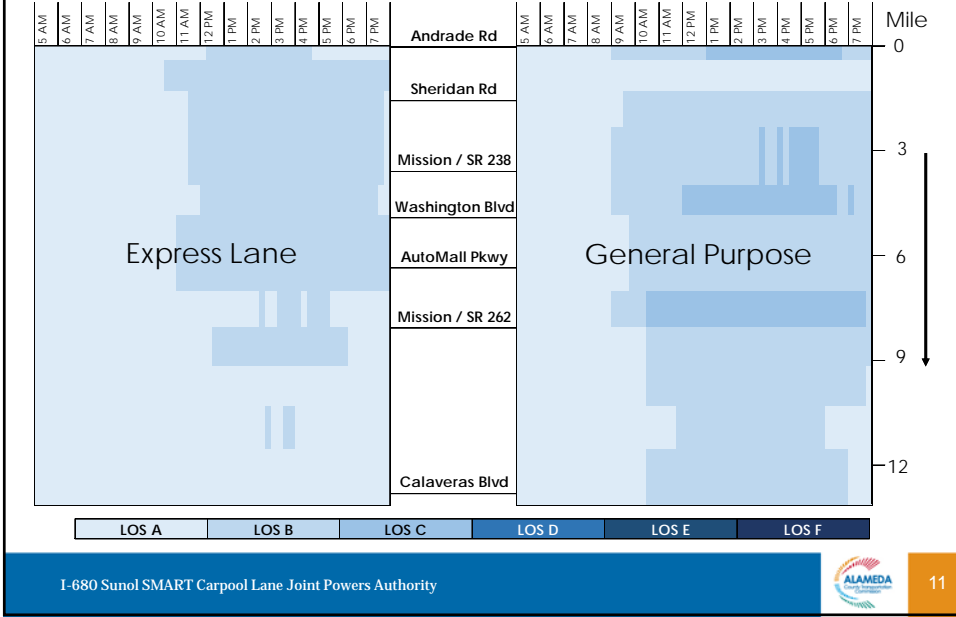 5 AM 6 AM 7 AM 8 AM 9 AM 10 AM 11 AM 12 PM 1 PM 2 PM 3 PM 4 PM 5 PM 6 PM 7 PM
5 AM 6 AM 7 AM 8 AM 9 AM 10 AM 11 AM 12 PM 1 PM 2 PM 3 PM 4 PM 5 PM 6 PM 7 PM
Mile
Andrade Rd
0
Sheridan Rd
Mission / SR 238
3
Washington Blvd
Express Lane
AutoMall Pkwy
General Purpose
6
Mission / SR 262
9
12
Calaveras Blvd
LOS A LOS B LOS C LOS D LOS E LOS F
I-680 Sunol SMART Carpool Lane Joint Powers Authority
ALAMEDA
County Transportation
Commission
11